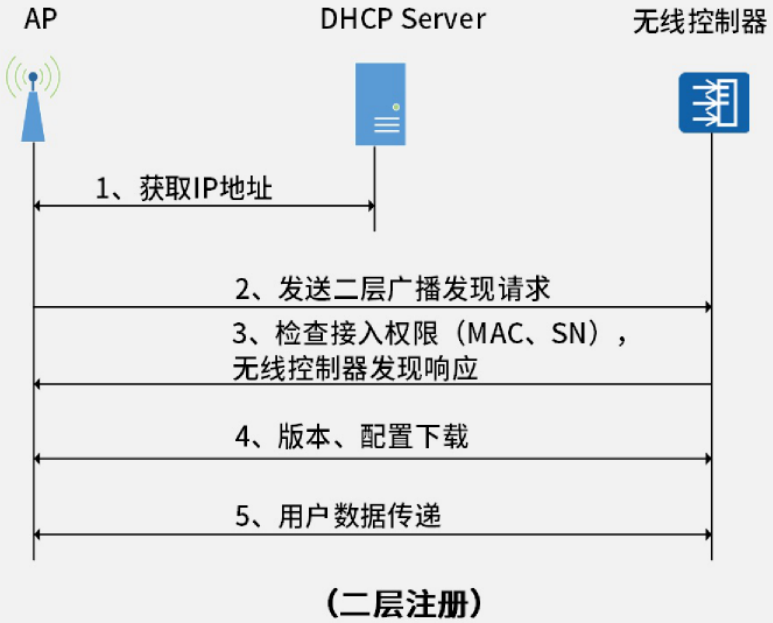 AP
DHCP Server
无线控制器
1、获取IP地址
2、发送二层广播发现请求
3、检查接入权限（MAC、SN），
无线控制器发现响应
4、版本、配置下载
5、用户数据传递
（二层注册）